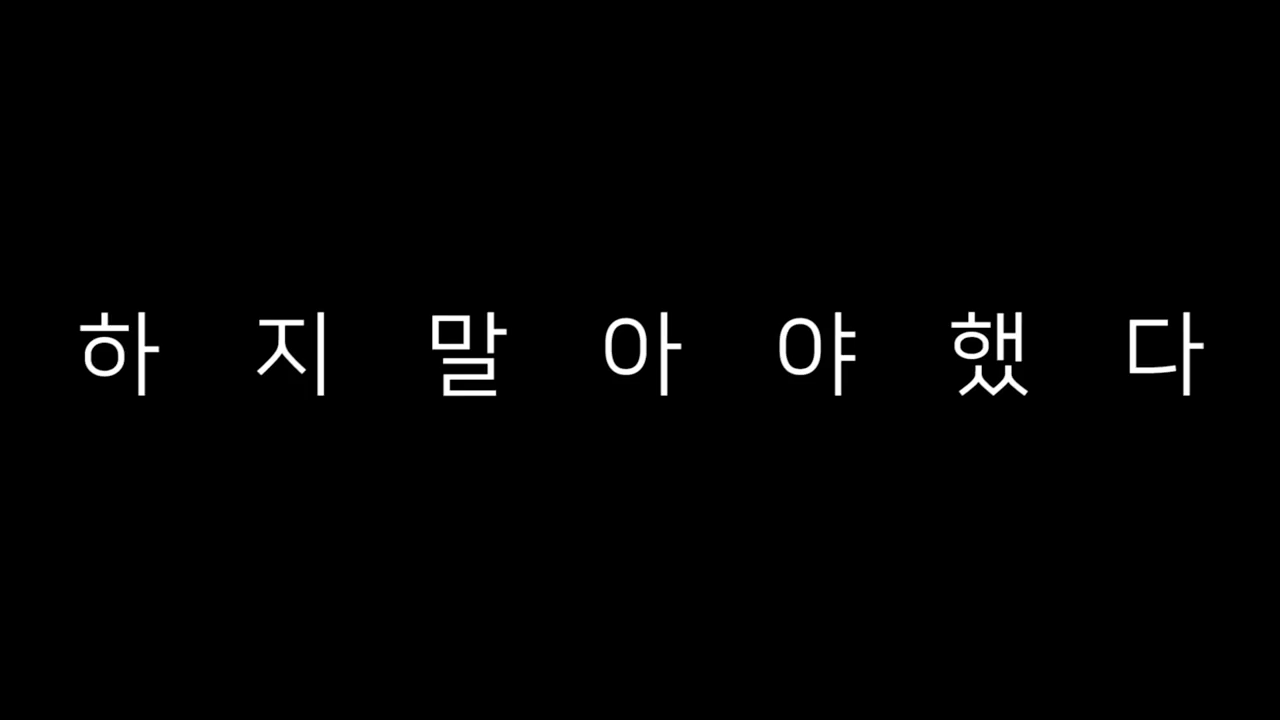 하 지 말 아 야 했 다